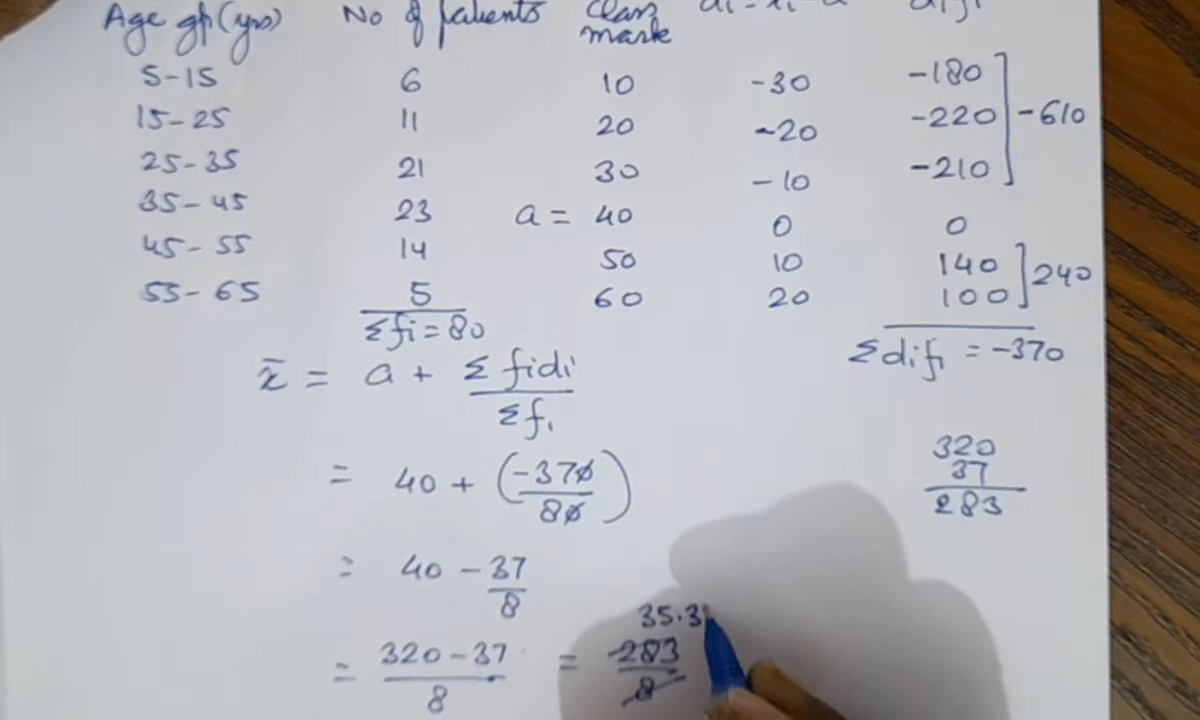 Age gp (yrs) No of patients Class mark di = xi - a difi
5-15 6 10 -30 -180
15-25 11 20 -20 -220 -610
25-35 21 30 -10 -210
35-45 23 a = 40 0 0
45-55 14 50 10 140 240
55-65 5 60 20 100
Σfi = 80 Σdifi = -370
x̄ = a + Σfidi / Σfi
= 40 + (-370 / 80)
320
37
283
= 40 - 37/8
= 320-37 / 8 = 283 / 8 35.3